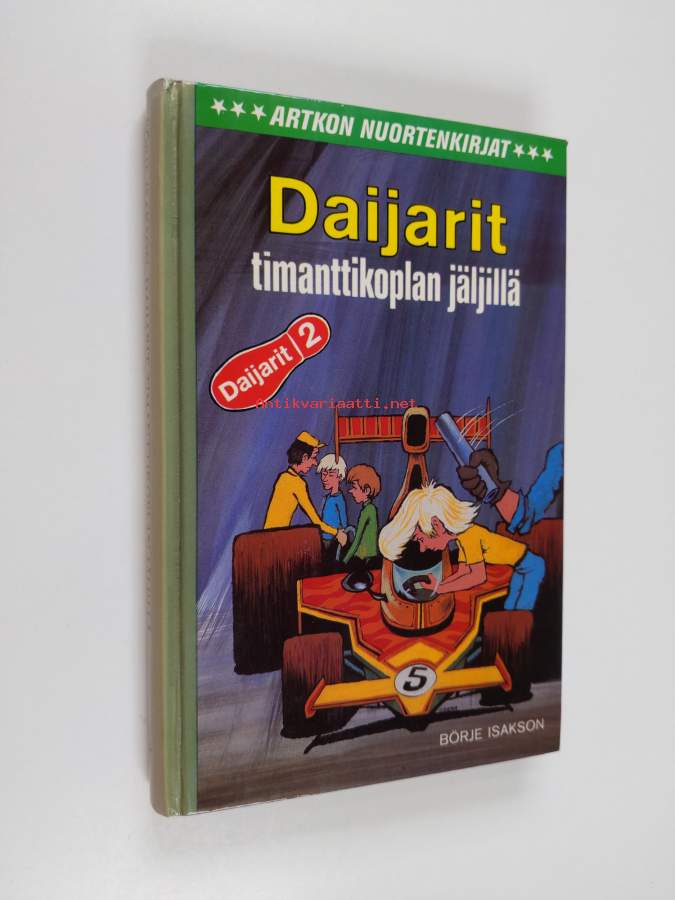 ★★★ARTKON NUORTENKIRJAT★★★
Daijarit
timanttikoplan jäljillä
Daijarit 2
Antikvariaatti.net
5
BÖRJE ISAKSON